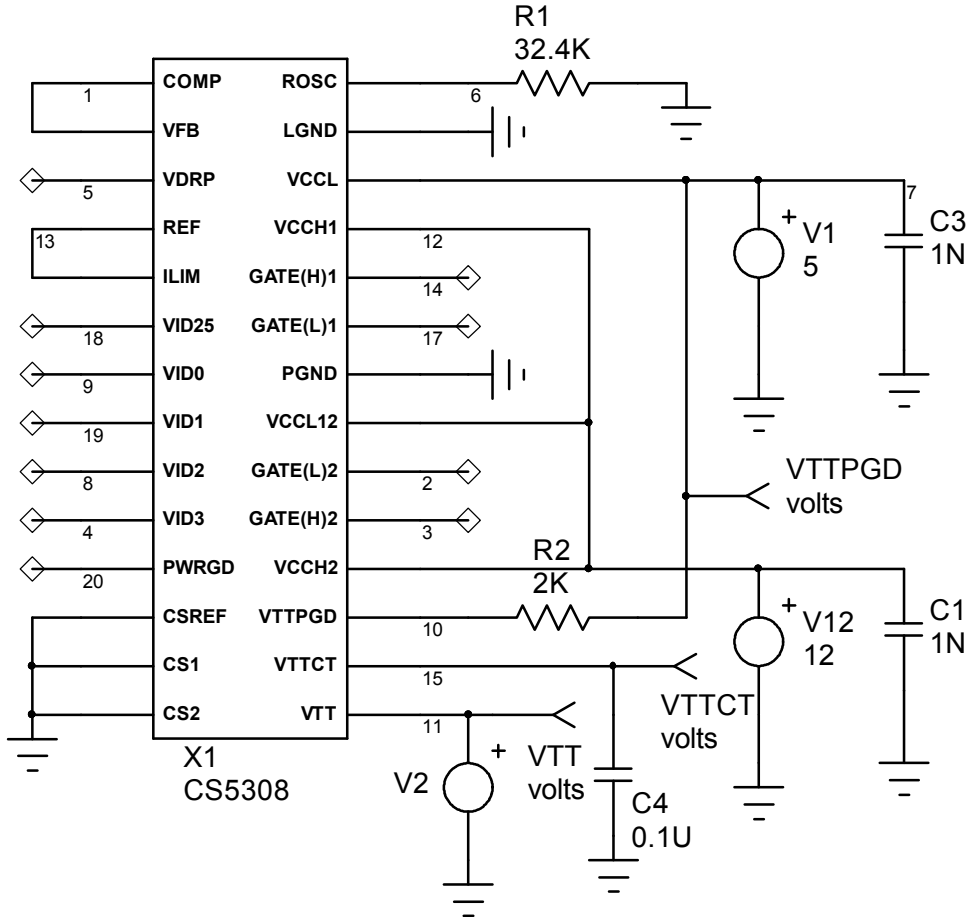 R1
32.4K
COMP
ROSC
1
6
VFB
LGND
VDRP
VCCL
5
7
REF
VCCH1
13
12
C3
1N
V1
5
+
ILIM
GATE(H)1
14
VID25
GATE(L)1
18
17
VID0
PGND
9
VID1
VCCL12
19
VID2
GATE(L)2
8
2
VTTPGD
volts
VID3
GATE(H)2
4
3
R2
2K
PWRGD
VCCH2
20
CSREF
VTTPGD
10
+
V12
12
C1
1N
CS1
VTTCT
15
VTTCT
volts
CS2
VTT
11
X1
CS5308
V2
+
VTT
volts
C4
0.1U